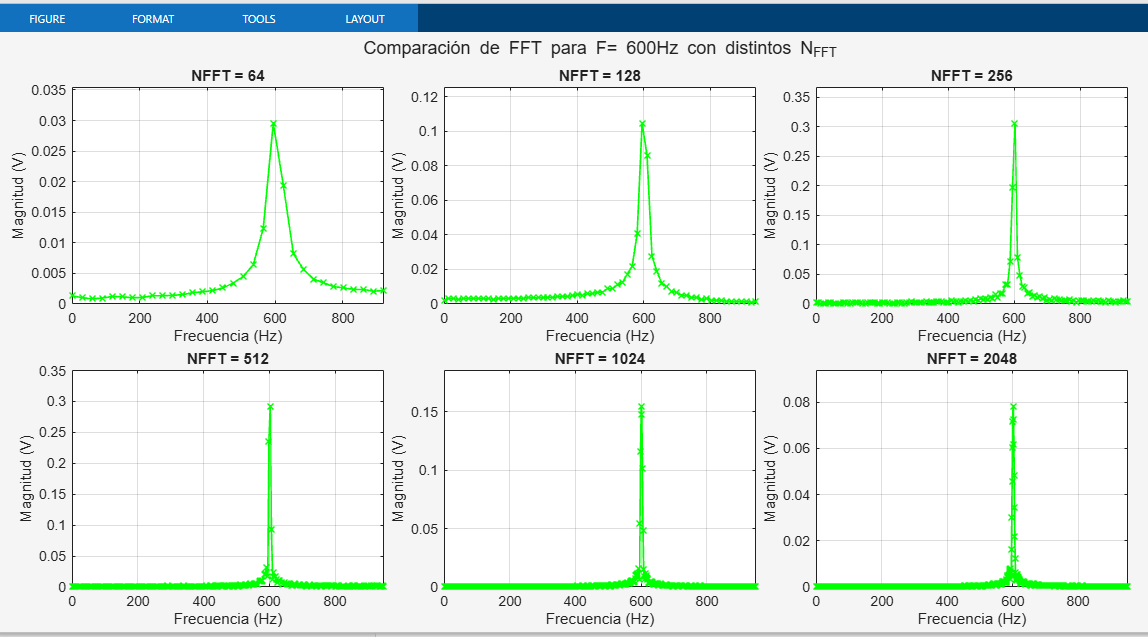 FIGURE FORMAT TOOLS LAYOUT
Comparación de FFT para F= 600Hz con distintos N_FFT
NFFT = 64
0.035
0.03
0.025
0.02
0.015
0.01
0.005
0
Magnitud (V)
0 200 400 600 800
Frecuencia (Hz)
NFFT = 128
0.12
0.1
0.08
0.06
0.04
0.02
0
Magnitud (V)
0 200 400 600 800
Frecuencia (Hz)
NFFT = 256
0.35
0.3
0.25
0.2
0.15
0.1
0.05
0
Magnitud (V)
0 200 400 600 800
Frecuencia (Hz)
NFFT = 512
0.35
0.3
0.25
0.2
0.15
0.1
0.05
0
Magnitud (V)
0 200 400 600 800
Frecuencia (Hz)
NFFT = 1024
0.15
0.1
0.05
0
Magnitud (V)
0 200 400 600 800
Frecuencia (Hz)
NFFT = 2048
0.08
0.06
0.04
0.02
0
Magnitud (V)
0 200 400 600 800
Frecuencia (Hz)